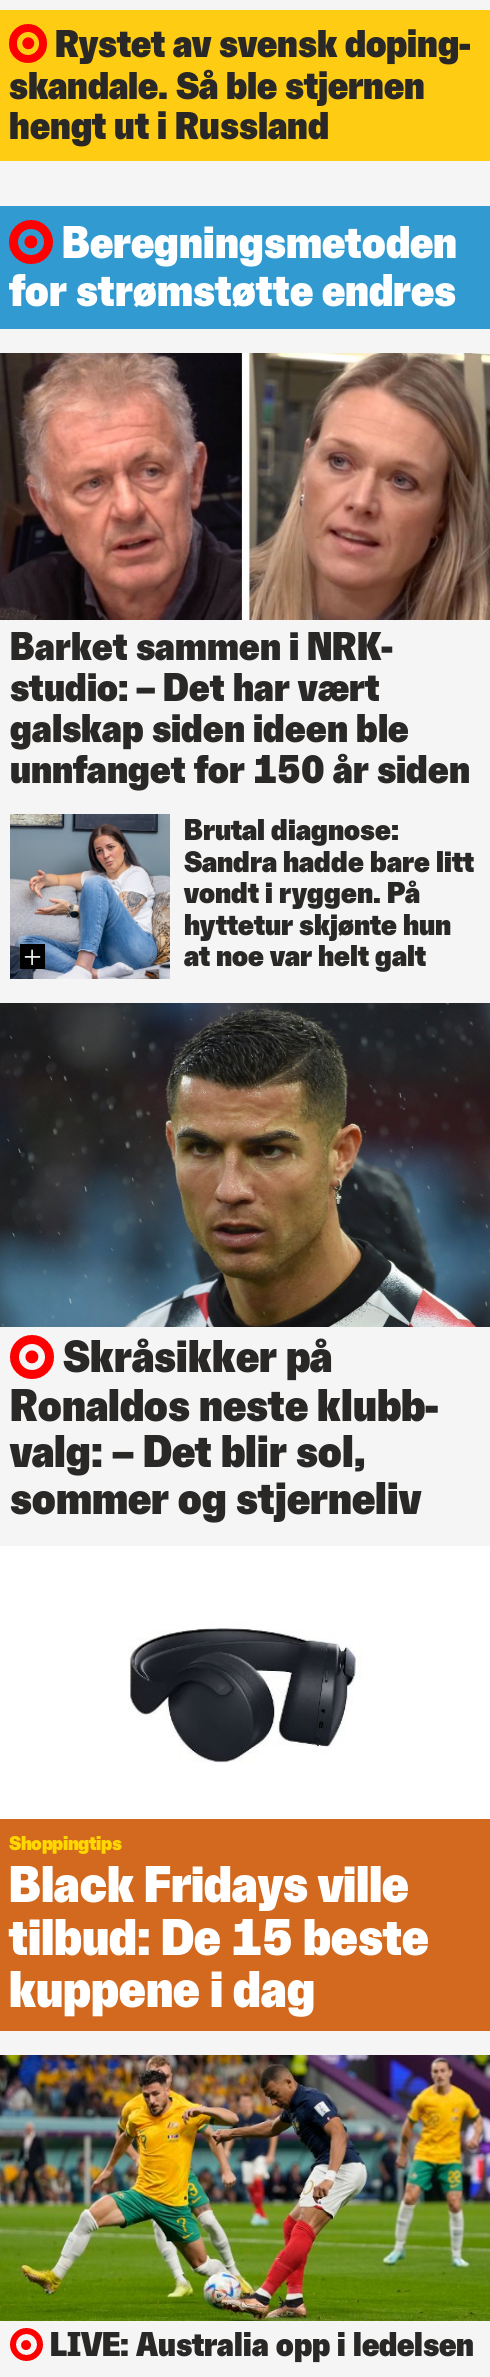 Rystet av svensk doping-
skandale. Så ble stjernen
hengt ut i Russland
Beregningsmetoden
for strømstøtte endres
Barket sammen i NRK-
studio: – Det har vært
galskap siden ideen ble
unnfanget for 150 år siden
Brutal diagnose:
Sandra hadde bare litt
vondt i ryggen. På
hyttetur skjønte hun
at noe var helt galt
Skråsikker på
Ronaldos neste klubb-
valg: – Det blir sol,
sommer og stjerneliv
Shoppingtips
Black Fridays ville
tilbud: De 15 beste
kuppene i dag
LIVE: Australia opp i ledelsen